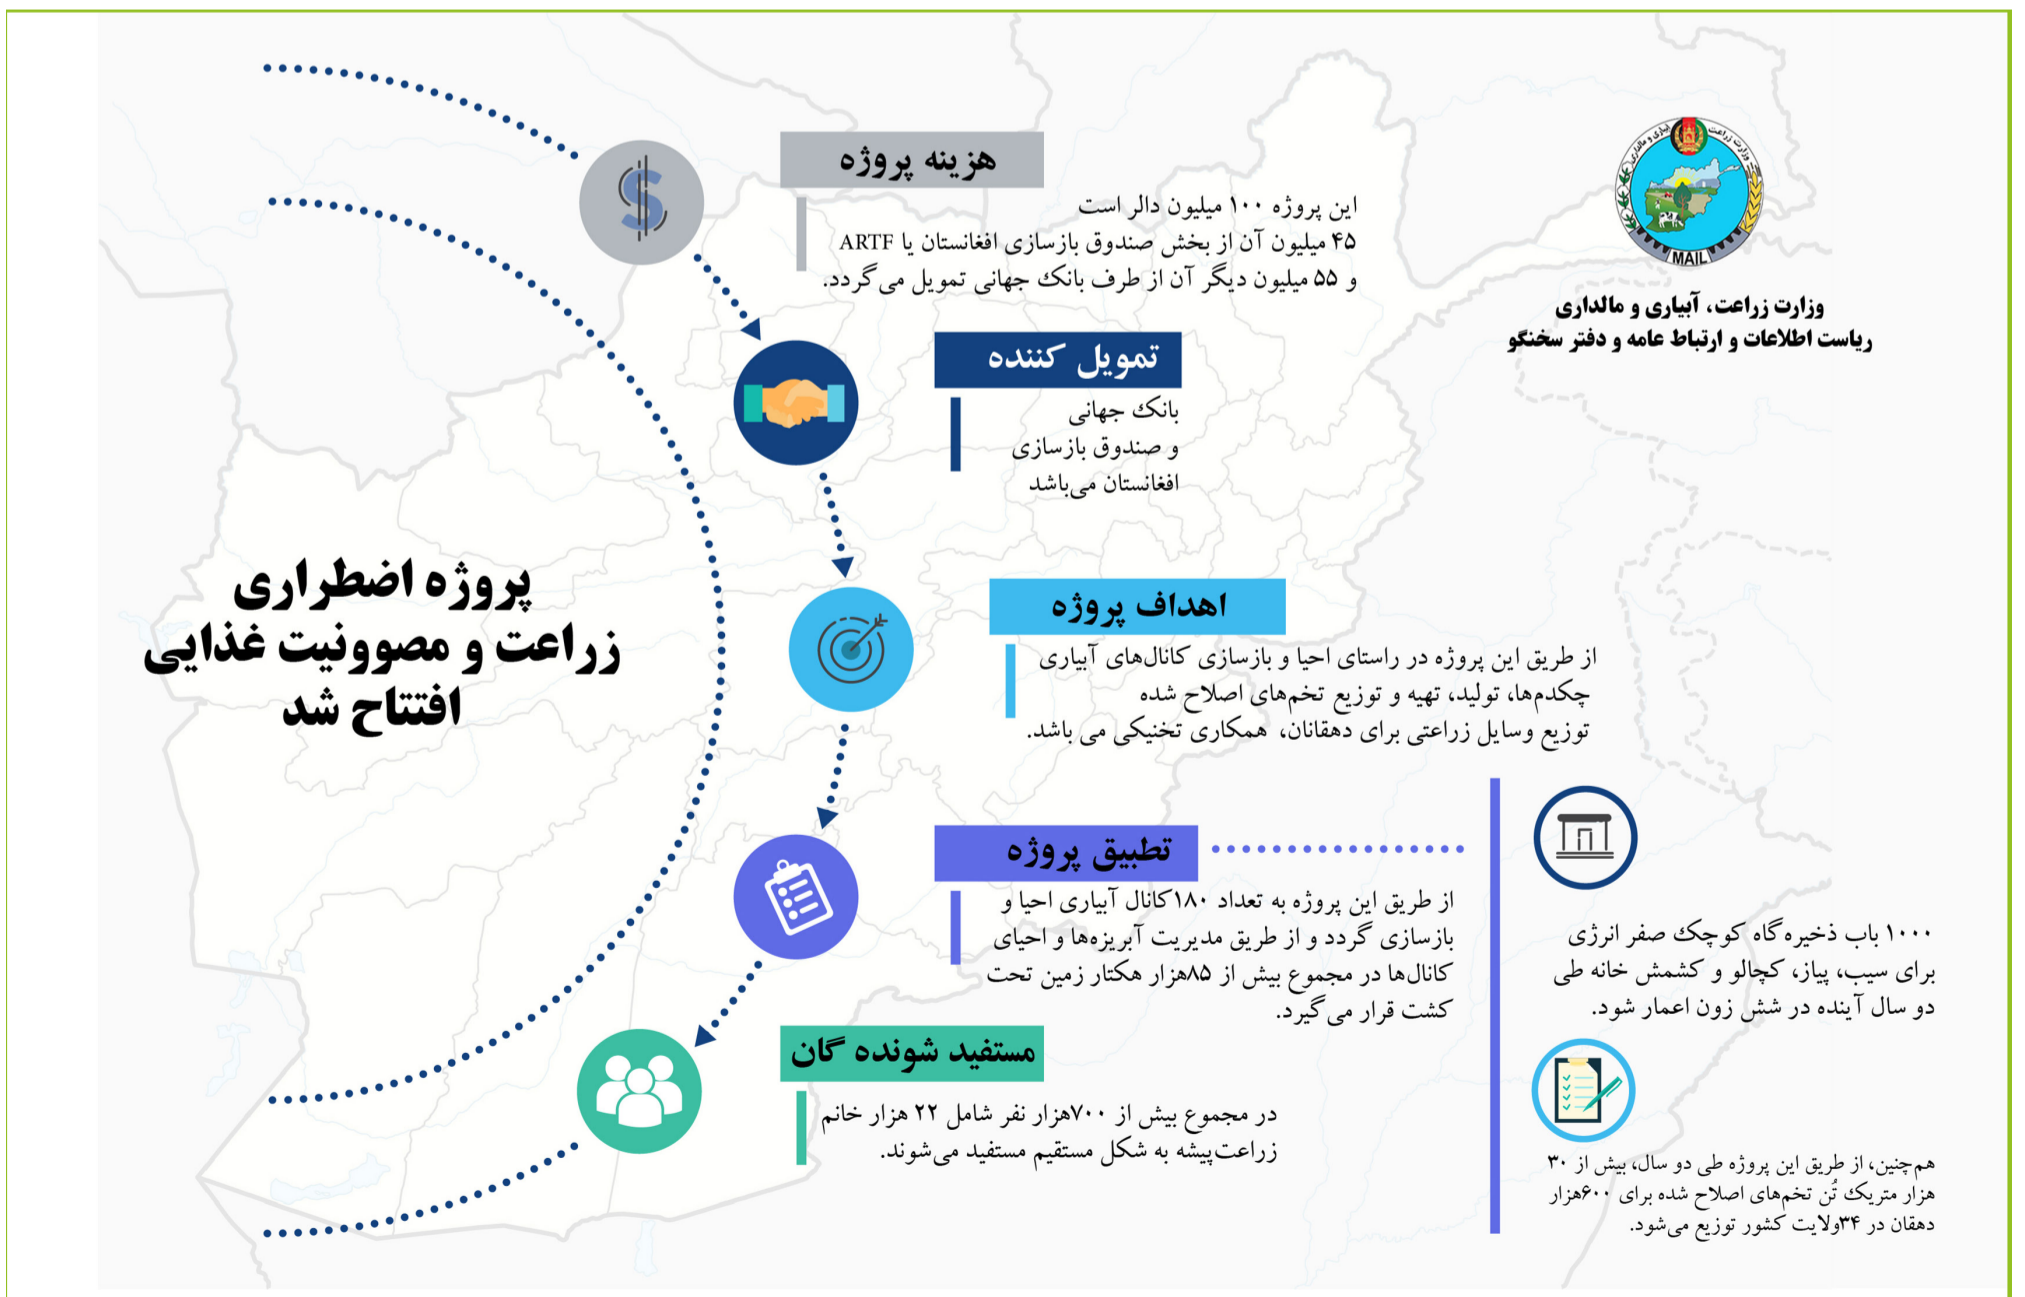 وزارت زراعت، آبیاری و مالداری
MAIL
وزارت زراعت، آبیاری و مالداری
ریاست اطلاعات و ارتباط عامه و دفتر سخنگو
پروژه اضطراری
زراعت و مصوونیت غذایی
افتتاح شد
هزینه پروژه
این پروژه ۱۰۰ میلیون دالر است
۴۵ میلیون آن از بخش صندوق بازسازی افغانستان یا ARTF
و ۵۵ میلیون دیگر آن از طرف بانک جهانی تمویل می‌گردد.
تمویل کننده
بانک جهانی
و صندوق بازسازی
افغانستان می‌باشد
اهداف پروژه
از طریق این پروژه در راستای احیا و بازسازی کانال‌های آبیاری
چکدم‌ها، تولید، تهیه و توزیع تخم‌های اصلاح شده
توزیع وسایل زراعتی برای دهقانان، همکاری تخنیکی می باشد.
تطبیق پروژه
از طریق این پروژه به تعداد ۱۸۰کانال آبیاری احیا و
بازسازی گردد و از طریق مدیریت آبریزه‌ها و احیای
کانال‌ها در مجموع بیش از ۸۵هزار هکتار زمین تحت
کشت قرار می‌گیرد.
۱۰۰۰ باب ذخیره‌گاه کوچک صفر انرژی
برای سیب، پیاز، کچالو و کشمش خانه طی
دو سال آینده در شش زون اعمار شود.
هم‌چنین، از طریق این پروژه طی دو سال، بیش از ۳۰
هزار متریک تُن تخم‌های اصلاح شده برای ۶۰۰هزار
دهقان در ۳۴ولایت کشور توزیع می‌شود.
مستفید شونده گان
در مجموع بیش از ۷۰۰هزار نفر شامل ۲۲ هزار خانم
زراعت‌پیشه به شکل مستقیم مستفید می‌شوند.